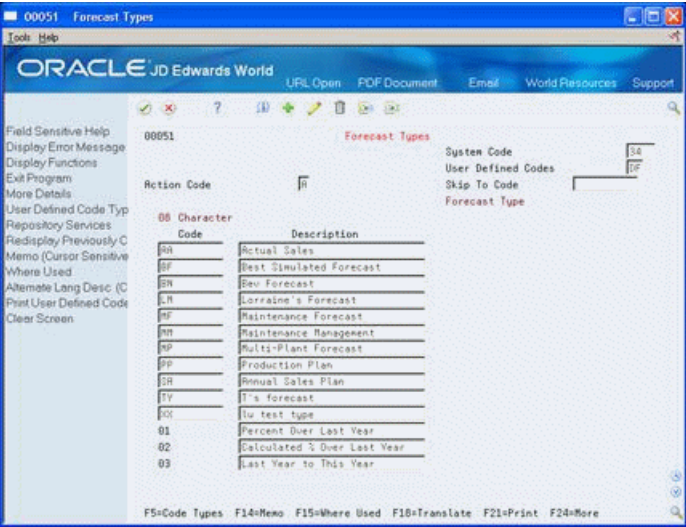 00051 Forecast Types
Tools Help
ORACLE JD Edwards World
URL Open PDF Document Email World Resources Support
Field Sensitive Help
Display Error Message
Display Functions
Exit Program
More Details
User Defined Code Typ
Repository Services
Redisplay Previously C
Memo (Cursor Sensitive
Where Used
Alternate Lang Desc (C
Print User Defined Code
Clear Screen
00051 Forecast Types
System Code 34
User Defined Codes DF
Action Code A Skip To Code
Forecast Type
08 Character
Code Description
AA Actual Sales
BF Best Simulated Forecast
BN Bev Forecast
LM Lorraine's Forecast
MF Maintenance Forecast
MM Maintenance Management
MP Multi-Plant Forecast
PP Production Plan
SA Annual Sales Plan
TY T's forecast
XX lu test type
01 Percent Over Last Year
02 Calculated % Over Last Year
03 Last Year to This Year
F5=Code Types F14=Memo F15=Where Used F18=Translate F21=Print F24=More